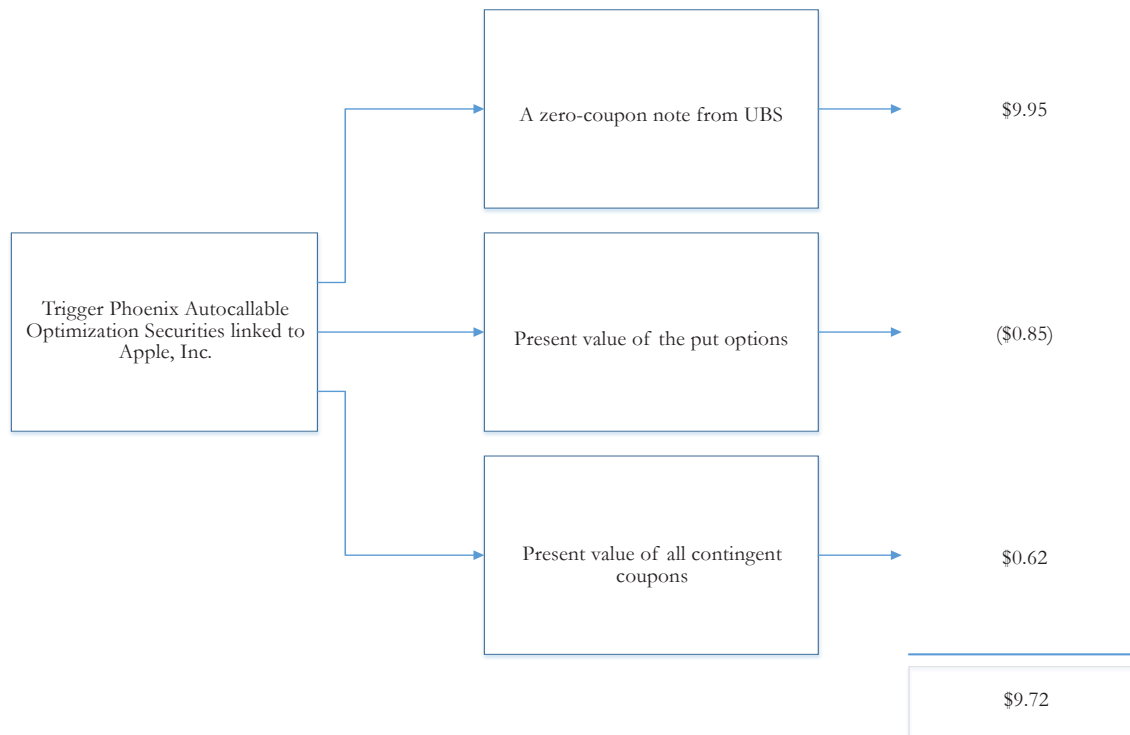 A zero-coupon note from UBS
$9.95
Trigger Phoenix Autocallable
Optimization Securities linked to
Apple, Inc.
Present value of the put options
($0.85)
Present value of all contingent
coupons
$0.62
$9.72